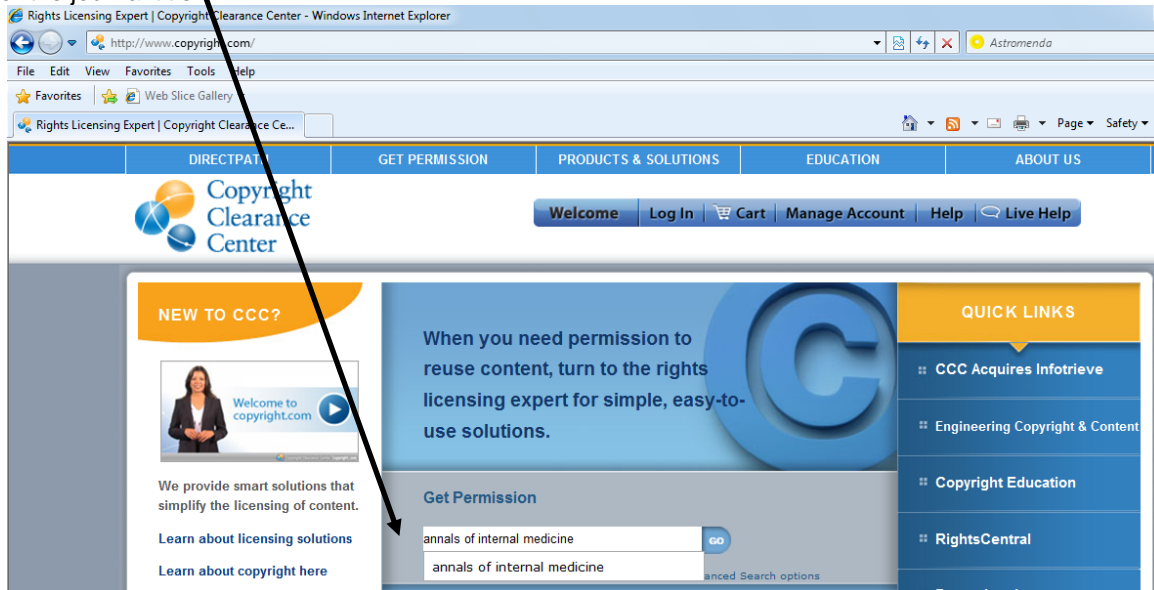 Rights Licensing Expert | Copyright Clearance Center - Windows Internet Explorer
http://www.copyright.com/
Astromenda
File Edit View Favorites Tools Help
Favorites Web Slice Gallery
Rights Licensing Expert | Copyright Clearance Ce...
Page Safety
DIRECTPATH GET PERMISSION PRODUCTS & SOLUTIONS EDUCATION ABOUT US
Copyright
Clearance
Center
Welcome Log In Cart Manage Account Help Live Help
NEW TO CCC?
Welcome to
copyright.com
We provide smart solutions that
simplify the licensing of content.
Learn about licensing solutions
Learn about copyright here
When you need permission to
reuse content, turn to the rights
licensing expert for simple, easy-to-
use solutions.
C
Get Permission
annals of internal medicine GO
annals of internal medicine
anced Search options
QUICK LINKS
CCC Acquires Infotrieve
Engineering Copyright & Content
Copyright Education
RightsCentral